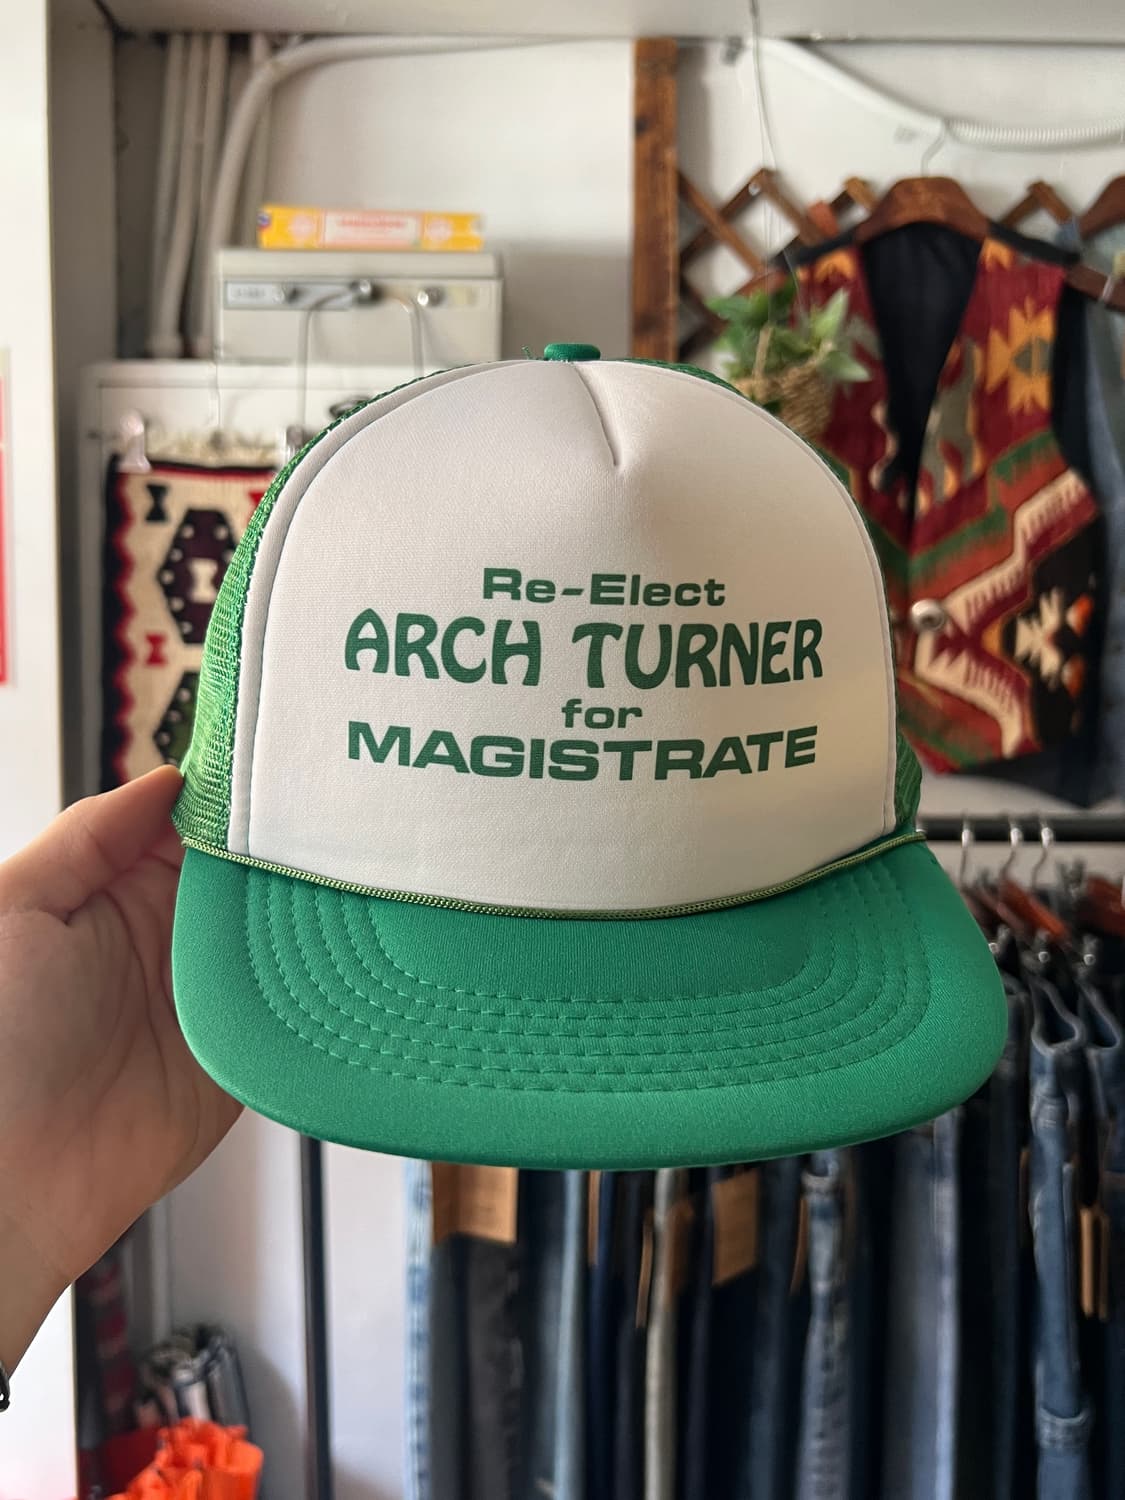 Re-Elect
ARCH TURNER
for
MAGISTRATE